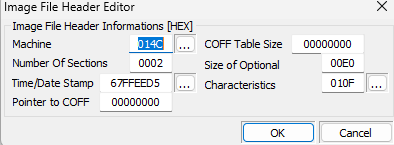 Image File Header Editor
Image File Header Informations [HEX]
Machine 014C ... COFF Table Size 00000000
Number Of Sections 0002 Size of Optional 00E0
Time/Date Stamp 67FFEED5 ... Characteristics 010F ...
Pointer to COFF 00000000
OK Cancel